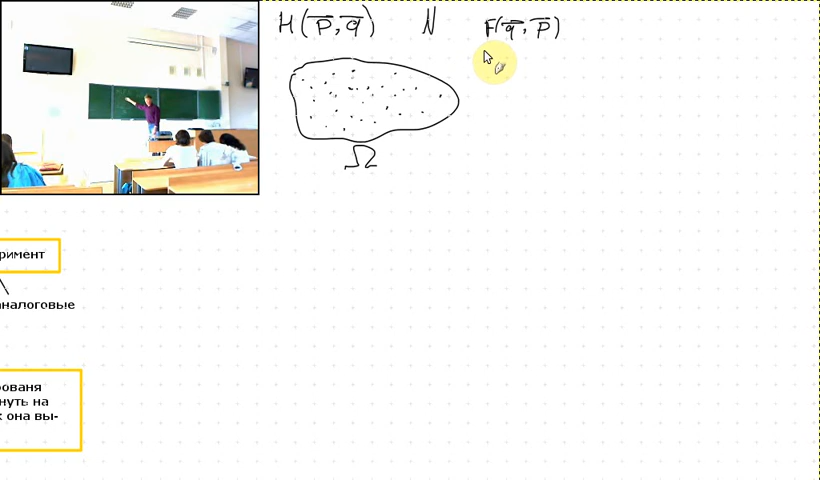 H(p⃗, q⃗) N F(q⃗, p⃗)
Ω
римент
налоговые
рованя
нуть на
к она вы-